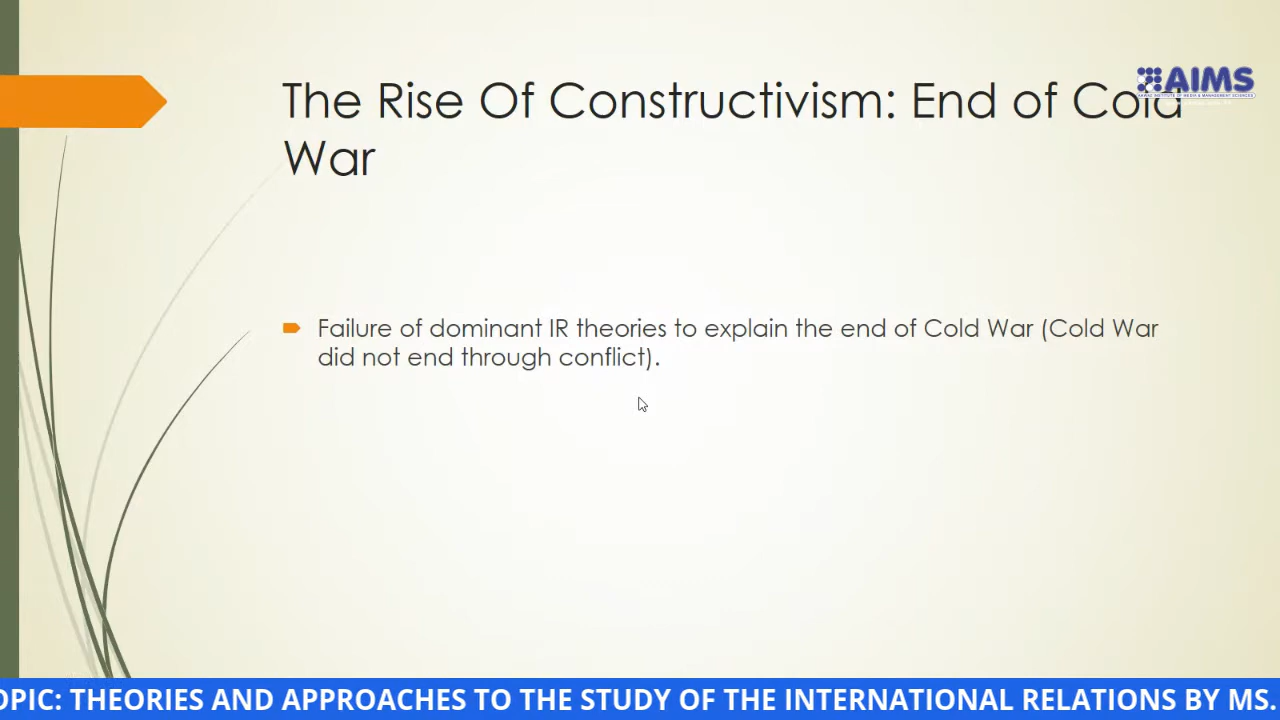 The Rise Of Constructivism: End of Cold
War
AIMS
Failure of dominant IR theories to explain the end of Cold War (Cold War
did not end through conflict).
OPIC: THEORIES AND APPROACHES TO THE STUDY OF THE INTERNATIONAL RELATIONS BY MS.